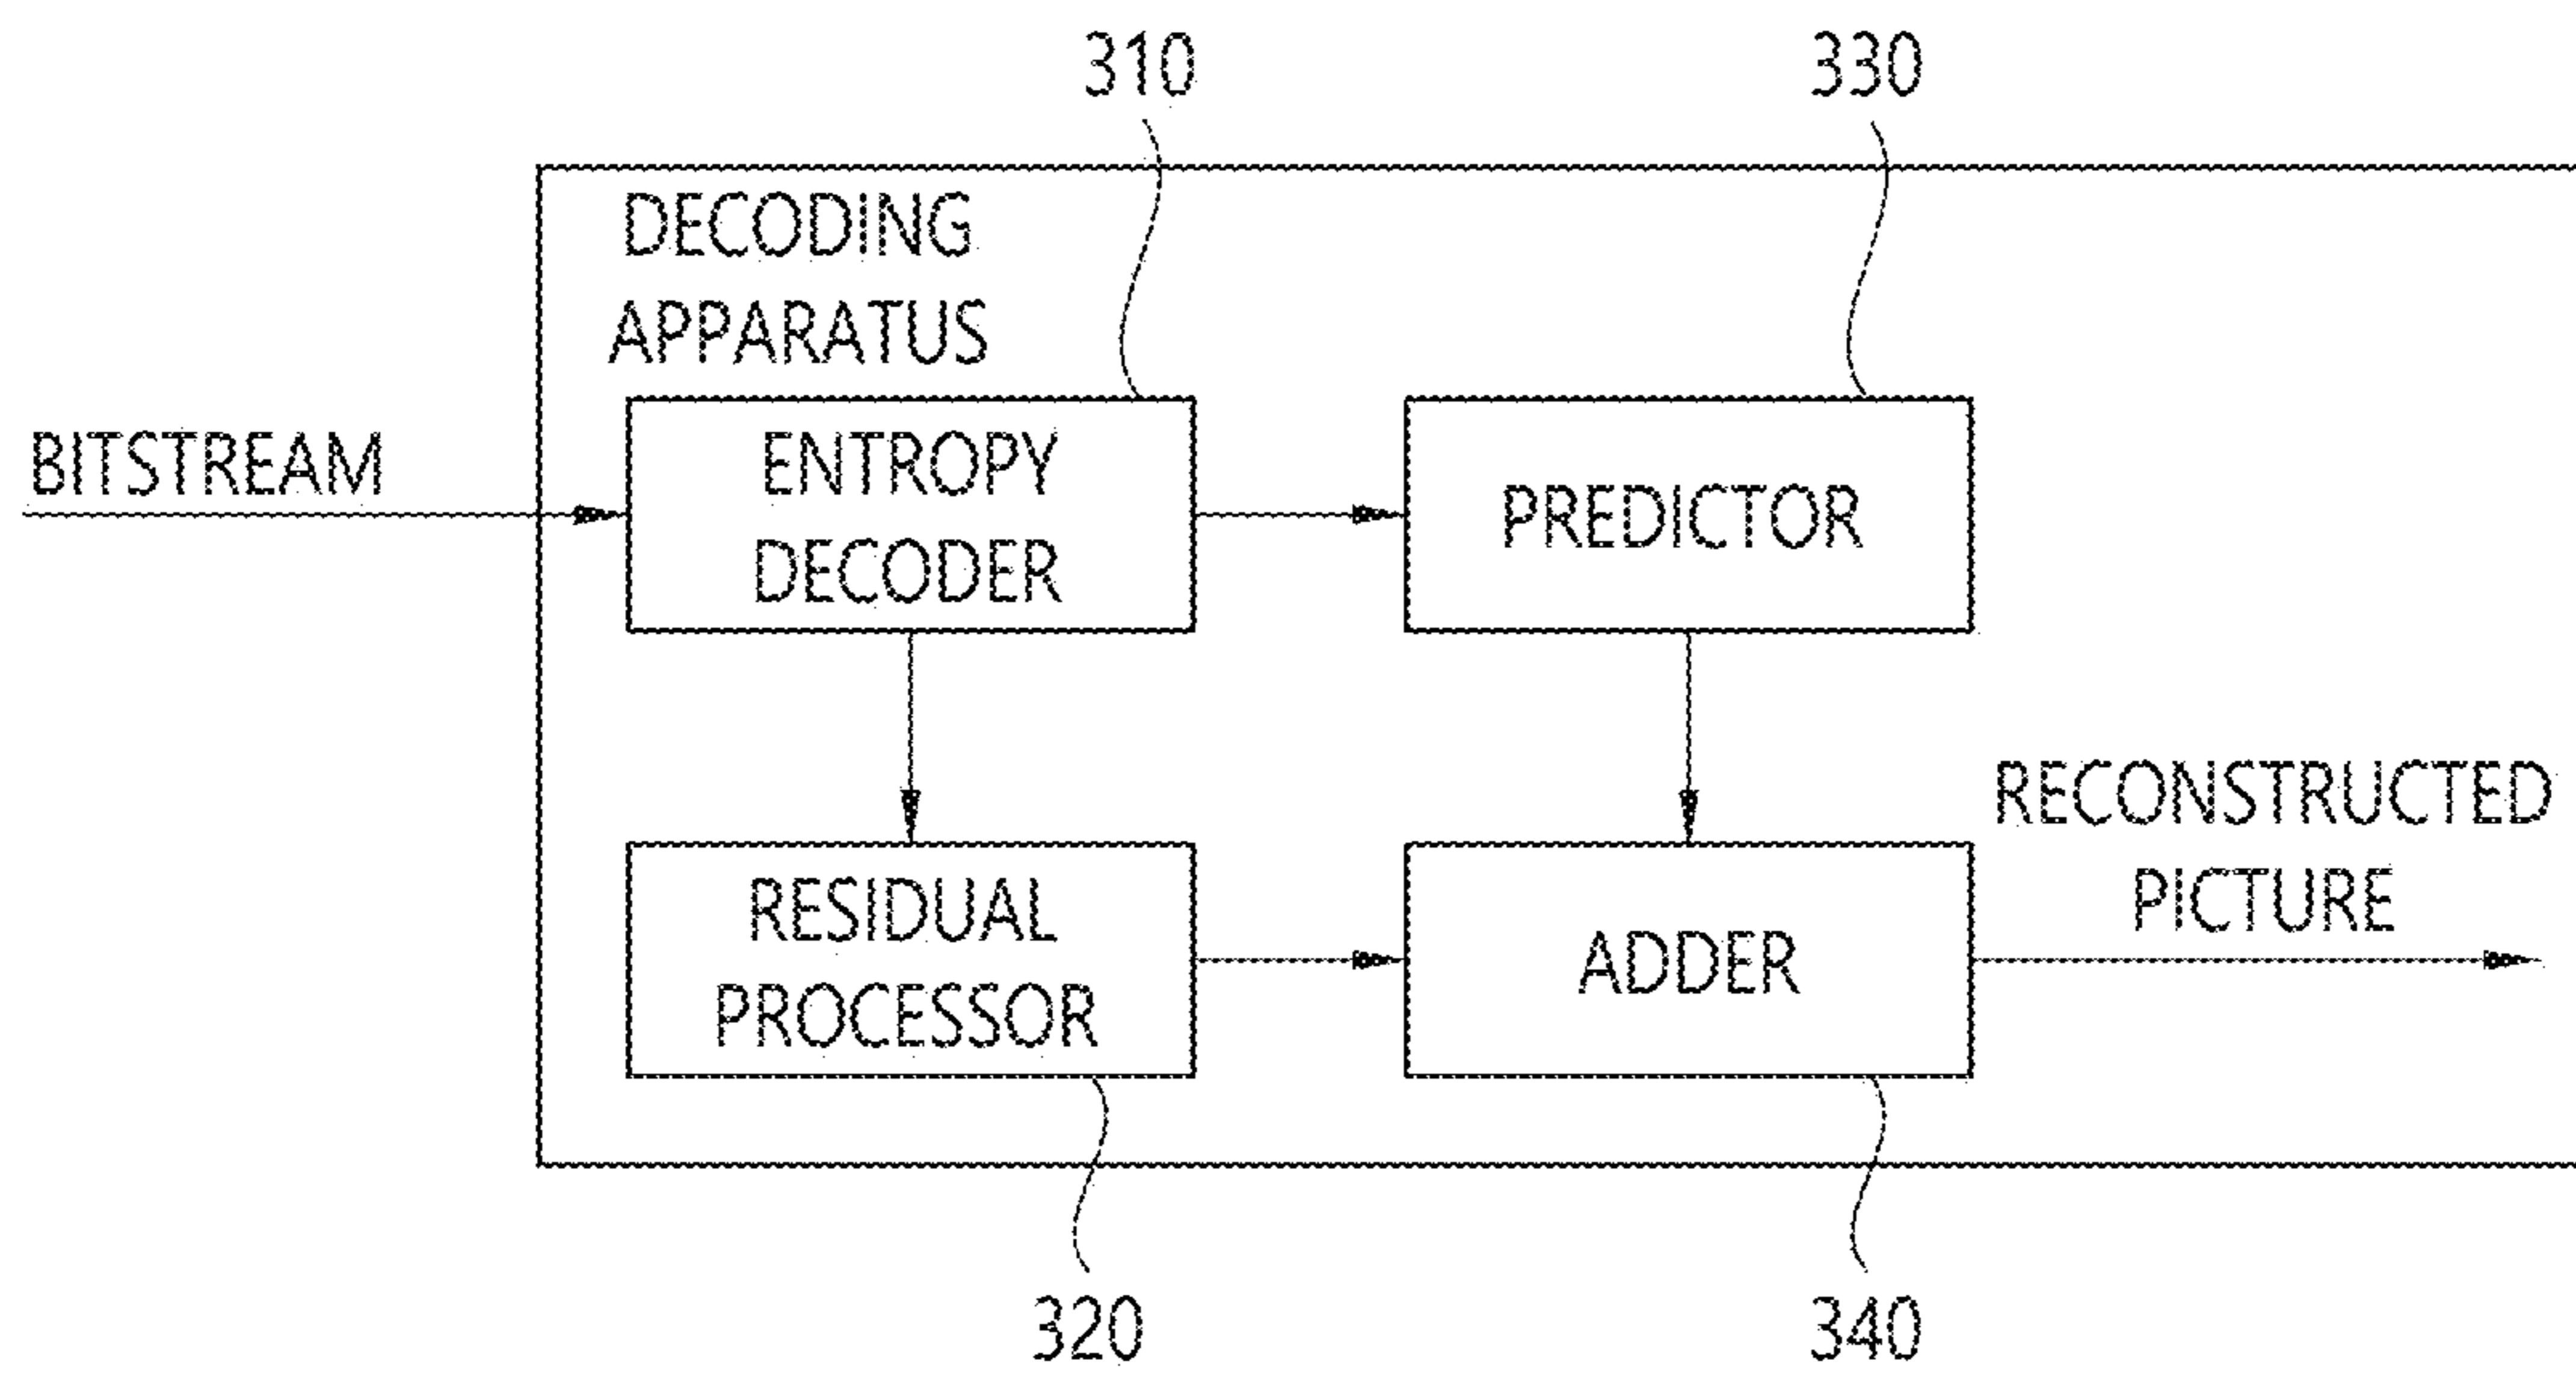 310
330
DECODING
APPARATUS
BITSTREAM
ENTROPY
DECODER
PREDICTOR
RECONSTRUCTED
PICTURE
RESIDUAL
PROCESSOR
ADDER
320
340